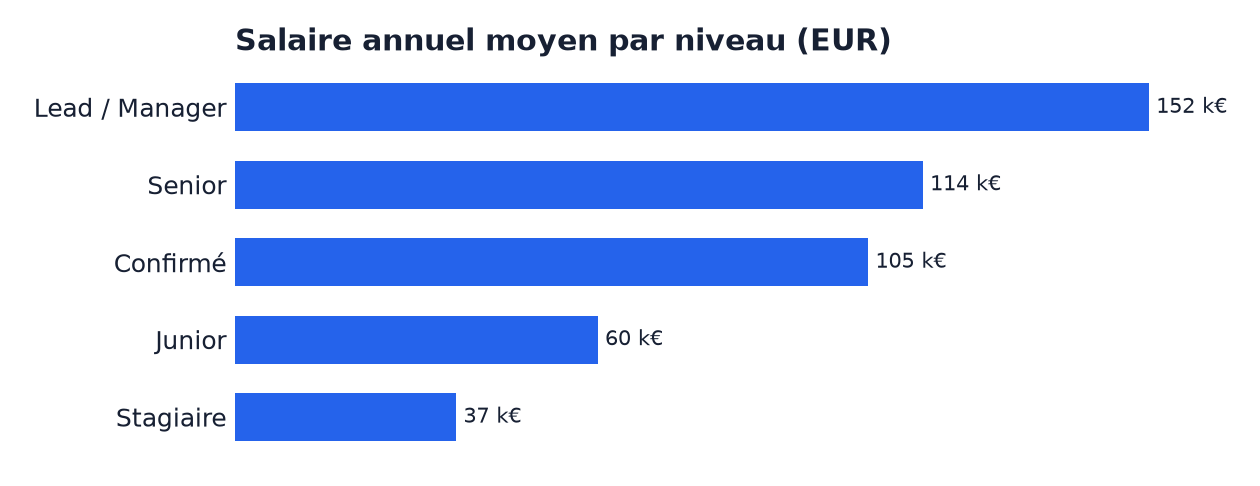 Salaire annuel moyen par niveau (EUR)
Lead / Manager 152 k€
Senior 114 k€
Confirmé 105 k€
Junior 60 k€
Stagiaire 37 k€